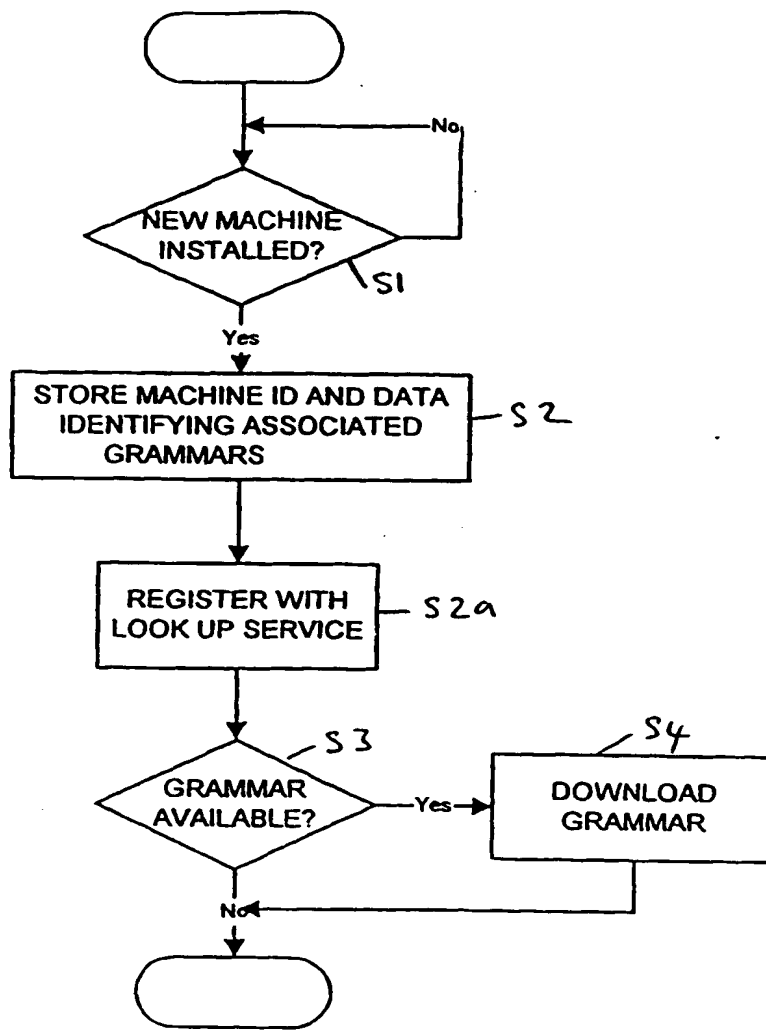 No
NEW MACHINE
INSTALLED?
S1
Yes
STORE MACHINE ID AND DATA
IDENTIFYING ASSOCIATED
GRAMMARS
S2
REGISTER WITH
LOOK UP SERVICE
S2a
S3
GRAMMAR
AVAILABLE?
Yes
S4
DOWNLOAD
GRAMMAR
No